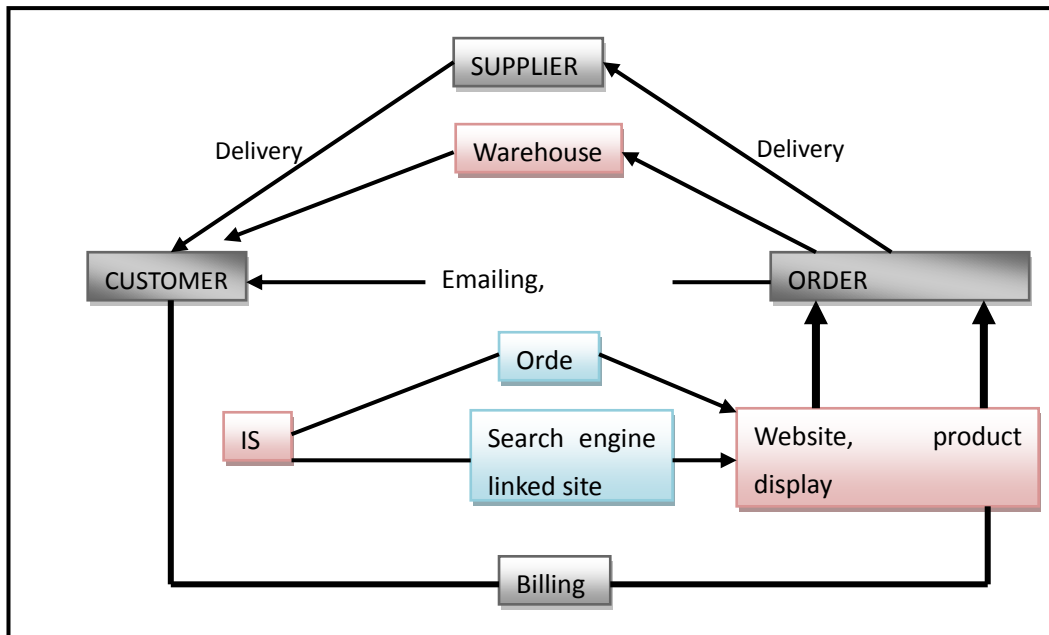 SUPPLIER
Delivery
Warehouse
Delivery
CUSTOMER
Emailing,
ORDER
Orde
IS
Search engine
linked site
Website, product
display
Billing